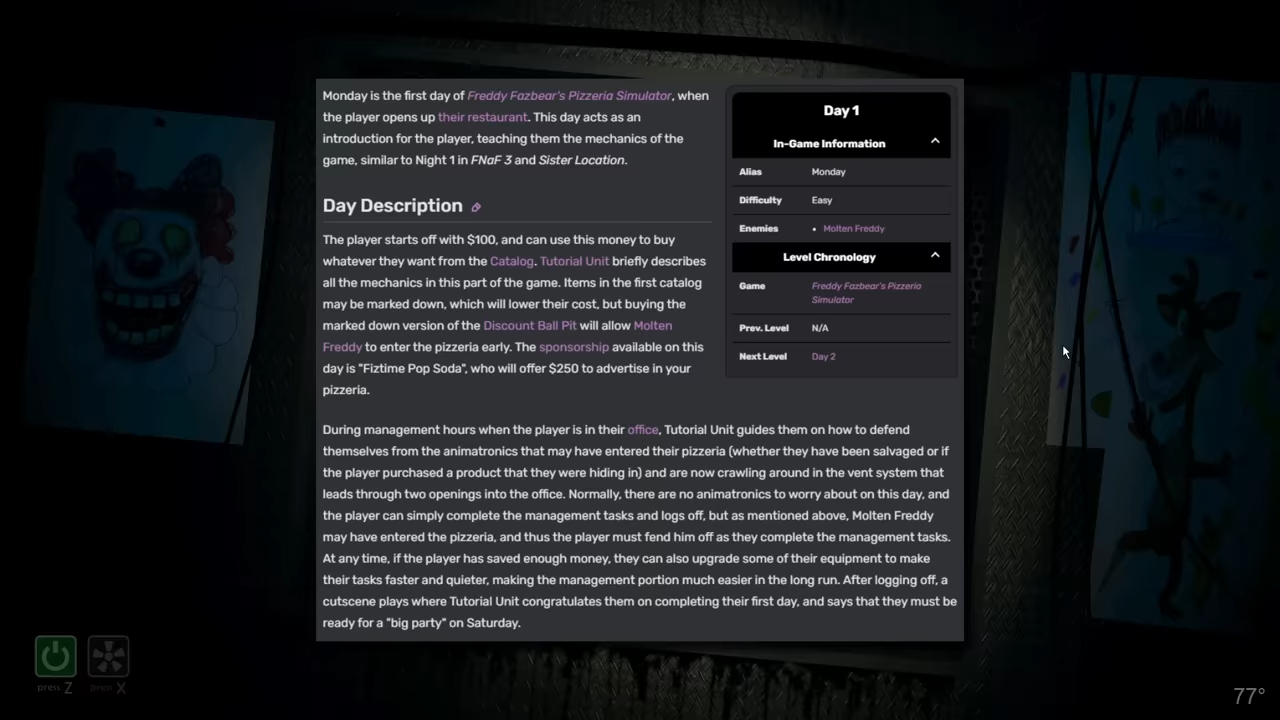 Monday is the first day of Freddy Fazbear's Pizzeria Simulator, when
the player opens up their restaurant. This day acts as an
introduction for the player, teaching them the mechanics of the
game, similar to Night 1 in FNaF 3 and Sister Location.
Day Description
The player starts off with $100, and can use this money to buy
whatever they want from the Catalog. Tutorial Unit briefly describes
all the mechanics in this part of the game. Items in the first catalog
may be marked down, which will lower their cost, but buying the
marked down version of the Discount Ball Pit will allow Molten
Freddy to enter the pizzeria early. The sponsorship available on this
day is "Fiztime Pop Soda", who will offer $250 to advertise in your
pizzeria.
Day 1
In-Game Information
Alias Monday
Difficulty Easy
Enemies • Molten Freddy
Level Chronology
Game Freddy Fazbear's Pizzeria
Simulator
Prev. Level N/A
Next Level Day 2
During management hours when the player is in their office, Tutorial Unit guides them on how to defend
themselves from the animatronics that may have entered their pizzeria (whether they have been salvaged or if
the player purchased a product that they were hiding in) and are now crawling around in the vent system that
leads through two openings into the office. Normally, there are no animatronics to worry about on this day, and
the player can simply complete the management tasks and logs off, but as mentioned above, Molten Freddy
may have entered the pizzeria, and thus the player must fend him off as they complete the management tasks.
At any time, if the player has saved enough money, they can also upgrade some of their equipment to make
their tasks faster and quieter, making the management portion much easier in the long run. After logging off, a
cutscene plays where Tutorial Unit congratulates them on completing their first day, and says that they must be
ready for a "big party" on Saturday.
press Z
press X
77°